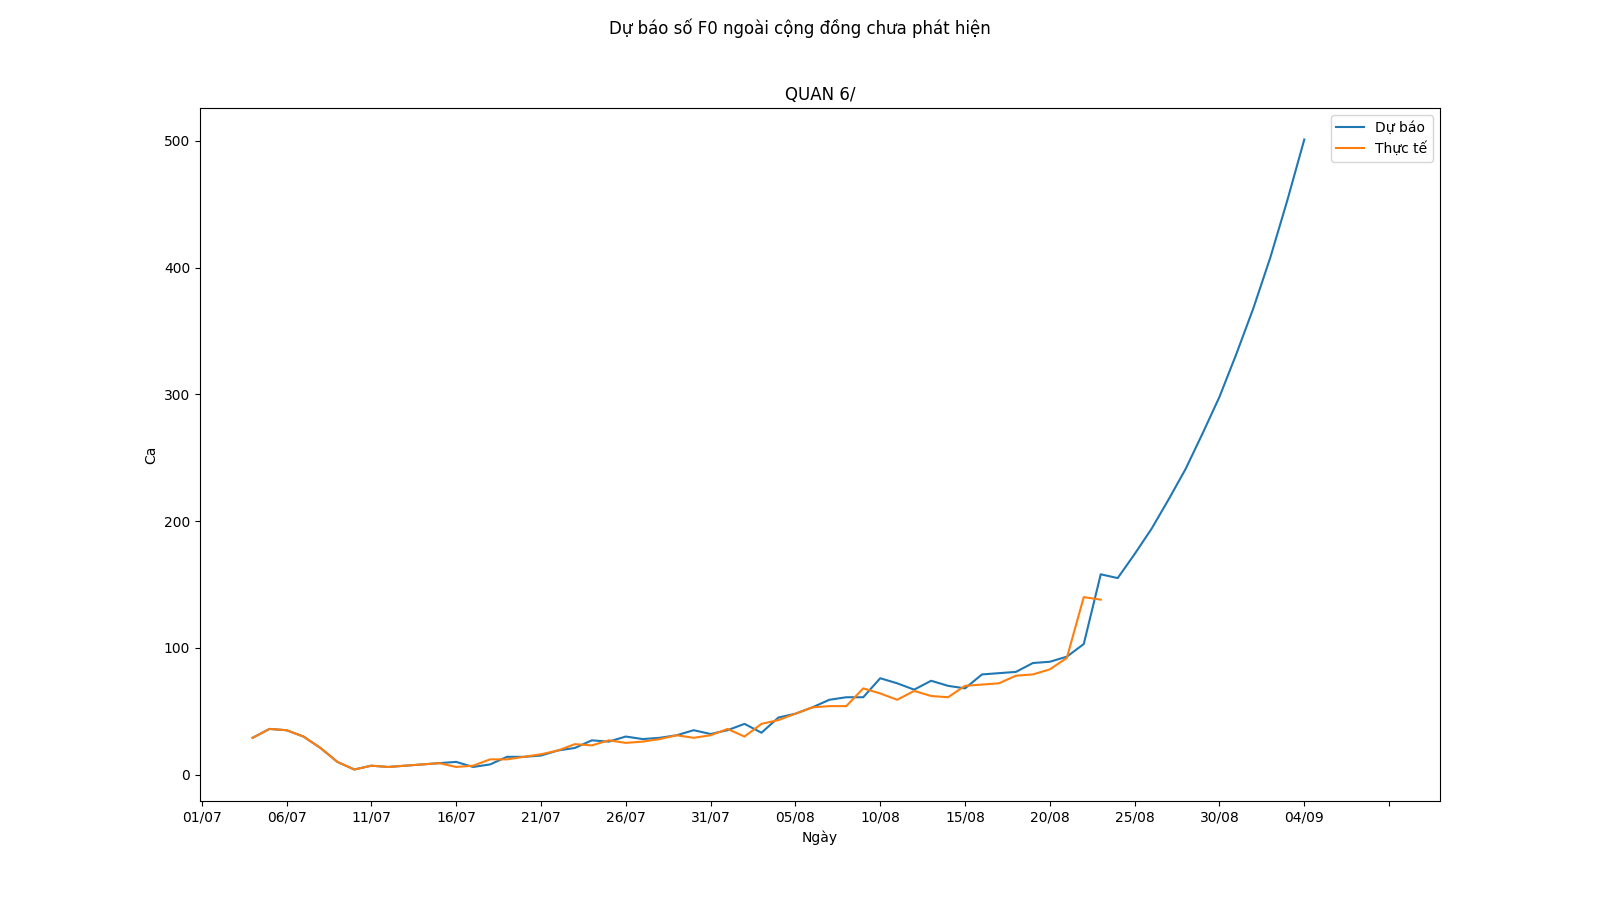 Dự báo số F0 ngoài cộng đồng chưa phát hiện
QUAN 6/
Dự báo
Thực tế
500
400
300
200
100
0
Ca
01/07 06/07 11/07 16/07 21/07 26/07 31/07 05/08 10/08 15/08 20/08 25/08 30/08 04/09
Ngày